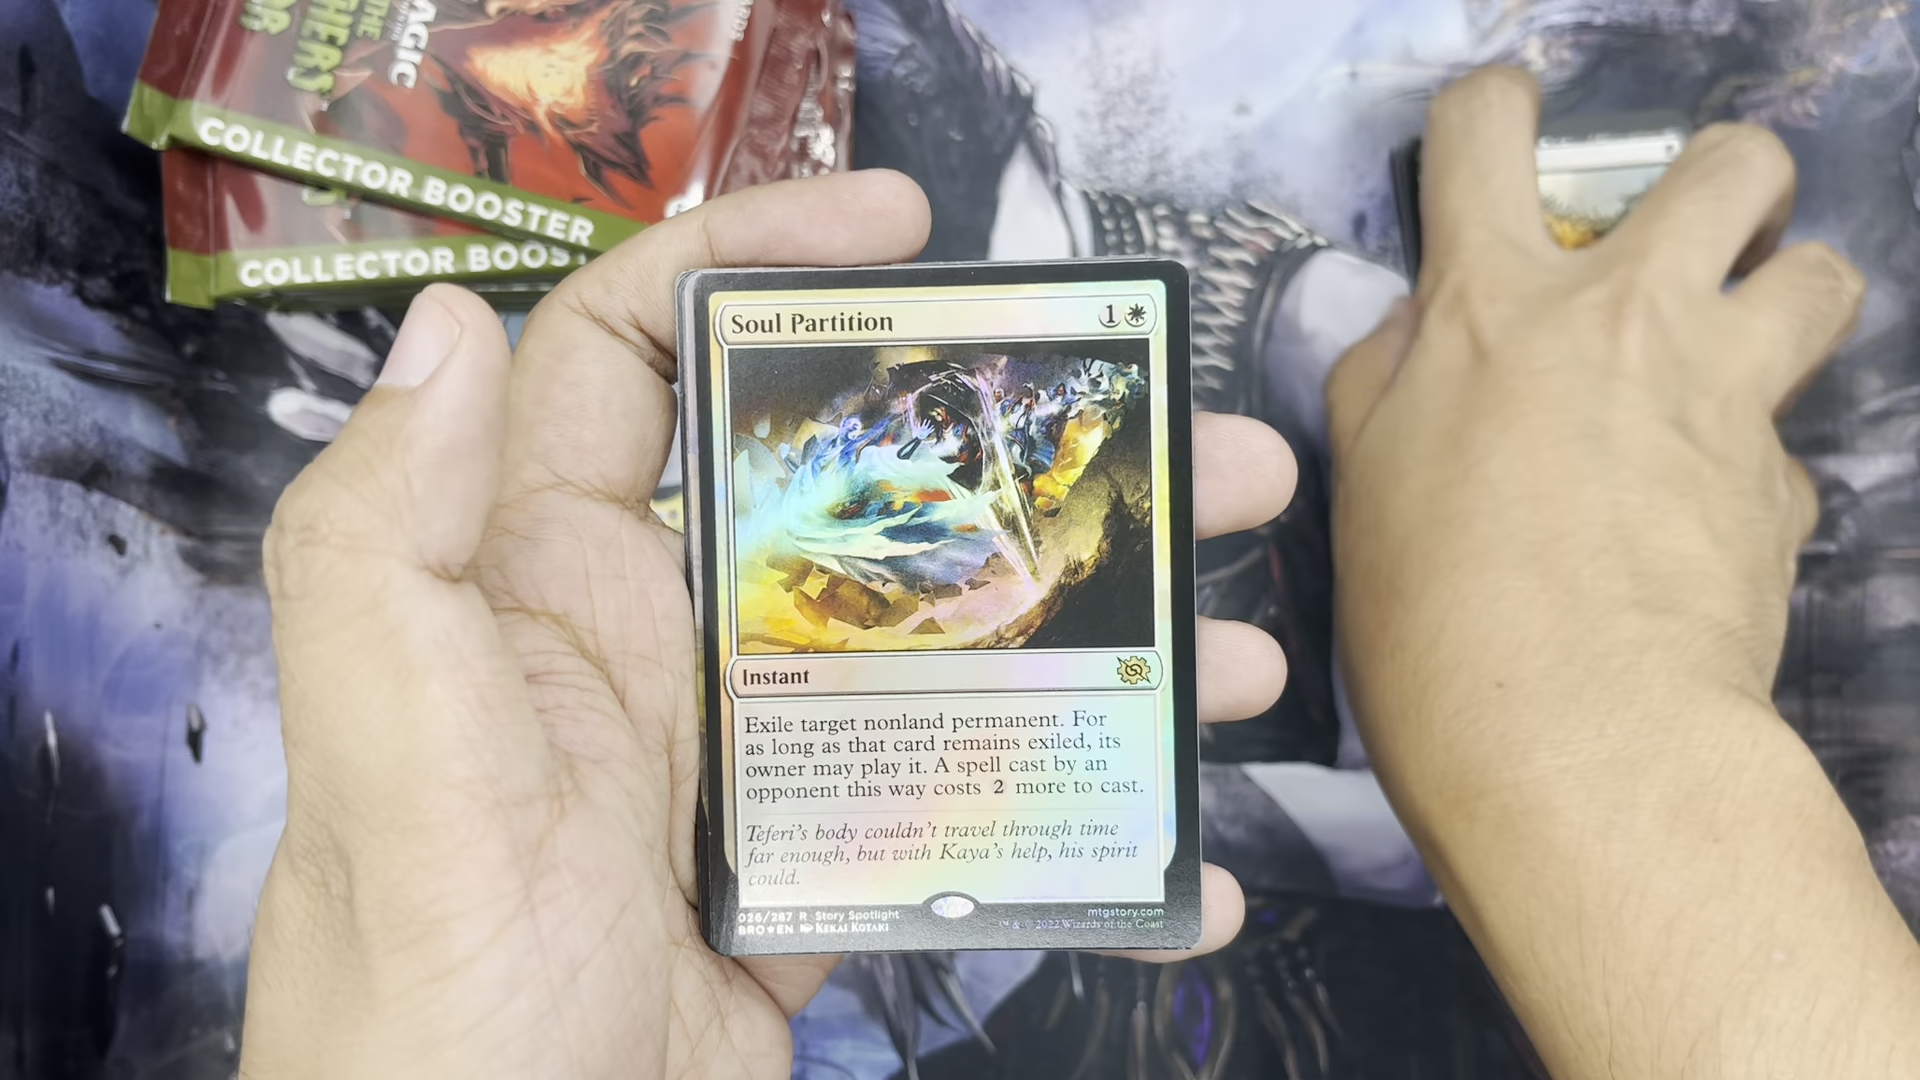 MAGIC
THE
COLLECTOR BOOSTER
COLLECTOR BOOS
Soul Partition 1
Instant
Exile target nonland permanent. For
as long as that card remains exiled, its
owner may play it. A spell cast by an
opponent this way costs 2 more to cast.
Teferi's body couldn't travel through time
far enough, but with Kaya's help, his spirit
could.
026/287 R Story Spotlight
mtgstory.com
BRO★EN KEKAI KOTAKI
™ & © 2022 Wizards of the Coast